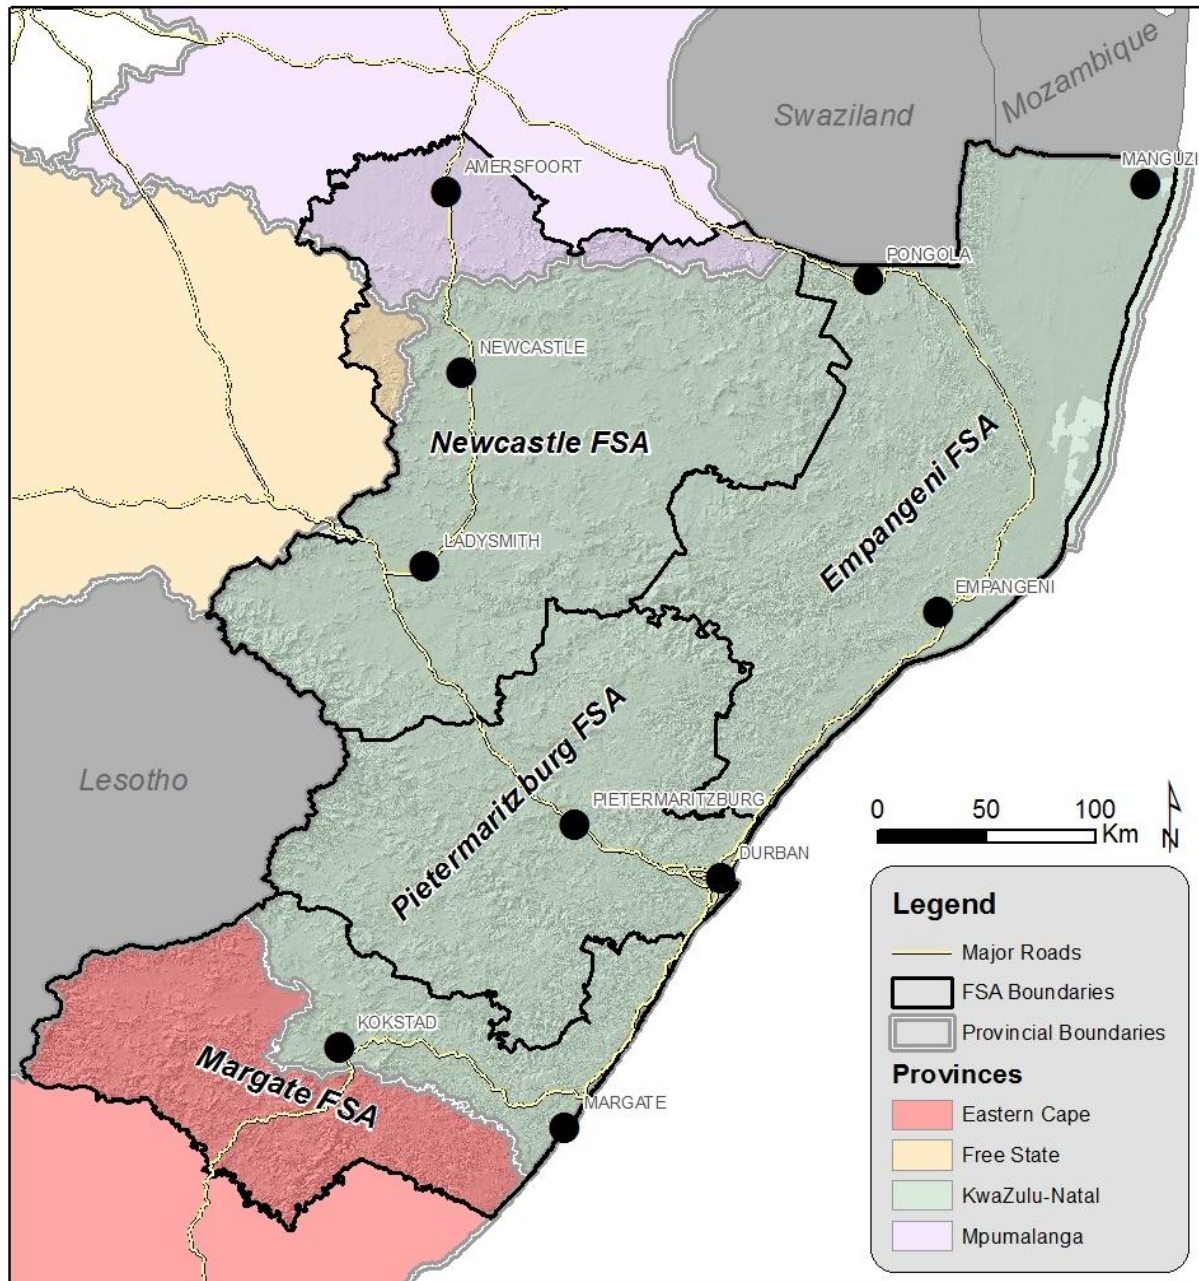 Mozambique
Swaziland
MANGUZI
AMERSFOORT
PONGOLA
NEWCASTLE
Newcastle FSA
Empangeni FSA
LADYSMITH
EMPANGENI
Pietermaritzburg FSA
Lesotho
PIETERMARITZBURG
0 50 100
Km
N
DURBAN
KOKSTAD
Margate FSA
MARGATE
Legend
Major Roads
FSA Boundaries
Provincial Boundaries
Provinces
Eastern Cape
Free State
KwaZulu-Natal
Mpumalanga